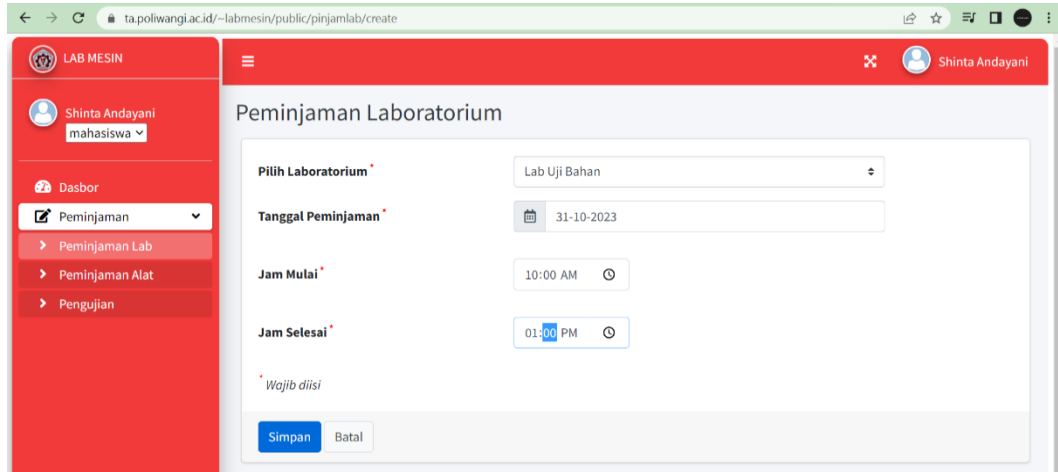 ta.poliwangi.ac.id/~labmesin/public/pinjamlab/create
LAB MESIN
Shinta Andayani
Shinta Andayani
mahasiswa
Peminjaman Laboratorium
Dasbor
Peminjaman
Peminjaman Lab
Peminjaman Alat
Pengujian
Pilih Laboratorium *
Lab Uji Bahan
Tanggal Peminjaman *
31-10-2023
Jam Mulai *
10:00 AM
Jam Selesai *
01:00 PM
* Wajib diisi
Simpan
Batal